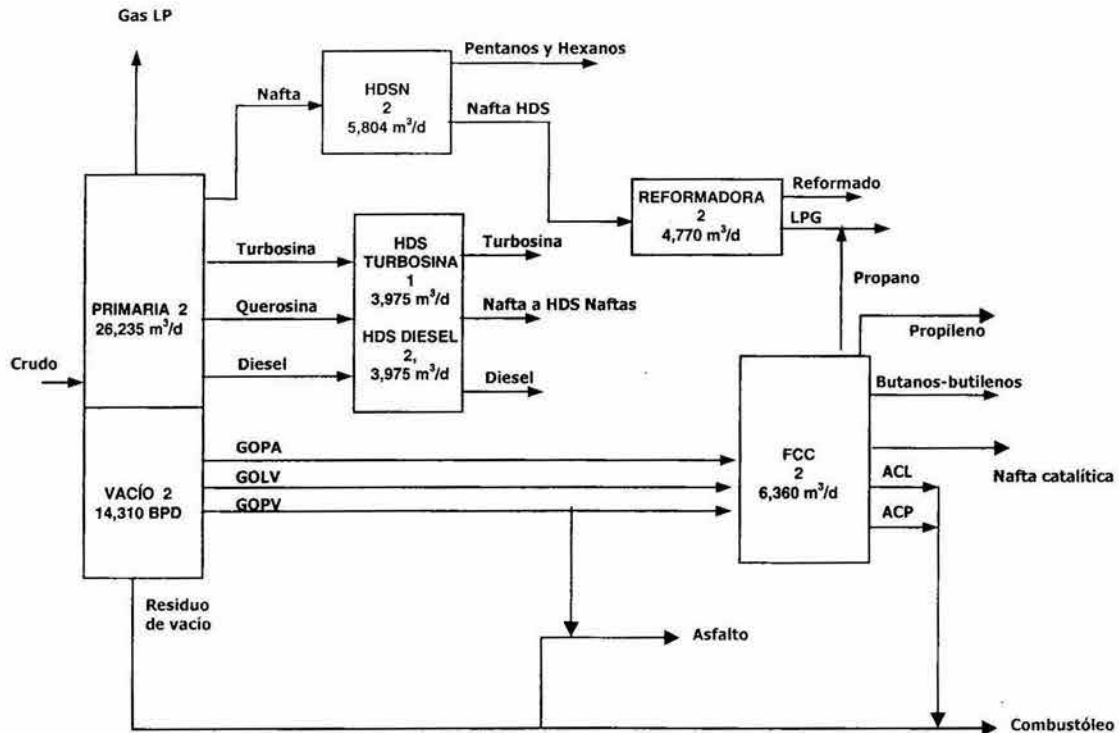 Gas LP
Pentanos y Hexanos
HDSN
2
5,804 m³/d
Nafta
Nafta HDS
REFORMADORA
2
4,770 m³/d
Reformado
LPG
Turbosina
HDS
TURBOSINA
1
3,975 m³/d
HDS DIESEL
2,
3,975 m³/d
Turbosina
Propano
PRIMARIA 2
26,235 m³/d
Querosina
Nafta a HDS Naftas
Propileno
Crudo
Diesel
Diesel
Butanos-butilenos
GOPA
FCC
2
6,360 m³/d
Nafta catalítica
VACÍO 2
14,310 BPD
GOLV
ACL
GOPV
ACP
Residuo
de vacío
Asfalto
Combustóleo